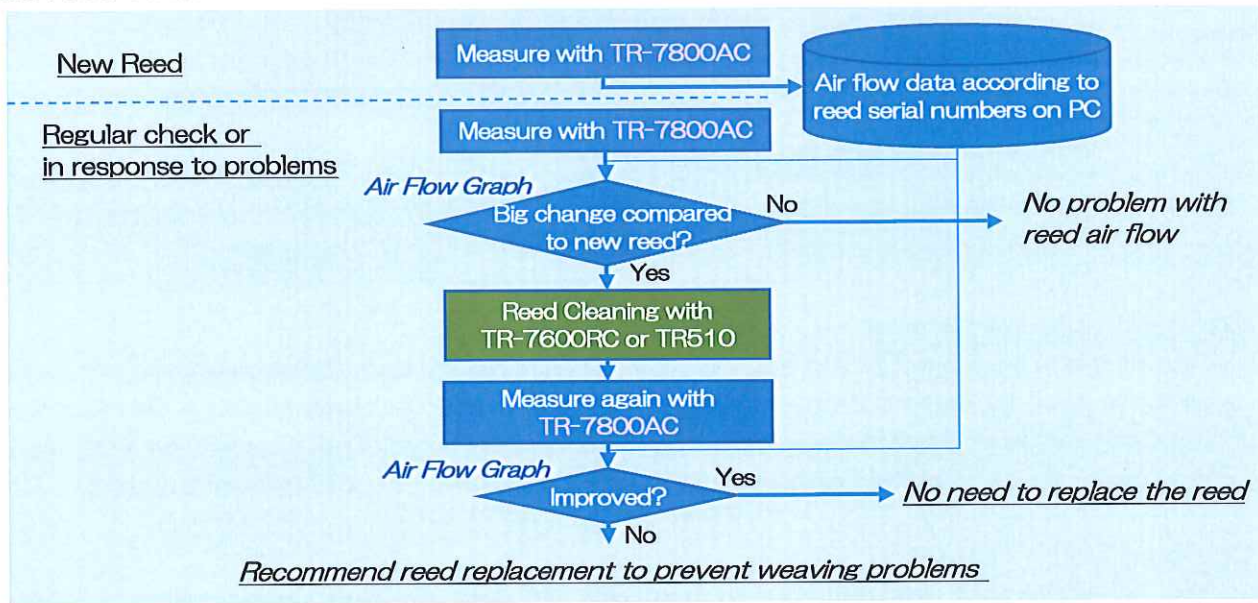 New Reed
Measure with TR-7800AC
Air flow data according to
reed serial numbers on PC
Regular check or
in response to problems
Measure with TR-7800AC
Air Flow Graph
Big change compared
to new reed?
No
No problem with
reed air flow
Yes
Reed Cleaning with
TR-7600RC or TR510
Measure again with
TR-7800AC
Air Flow Graph
Improved?
Yes
No need to replace the reed
No
Recommend reed replacement to prevent weaving problems